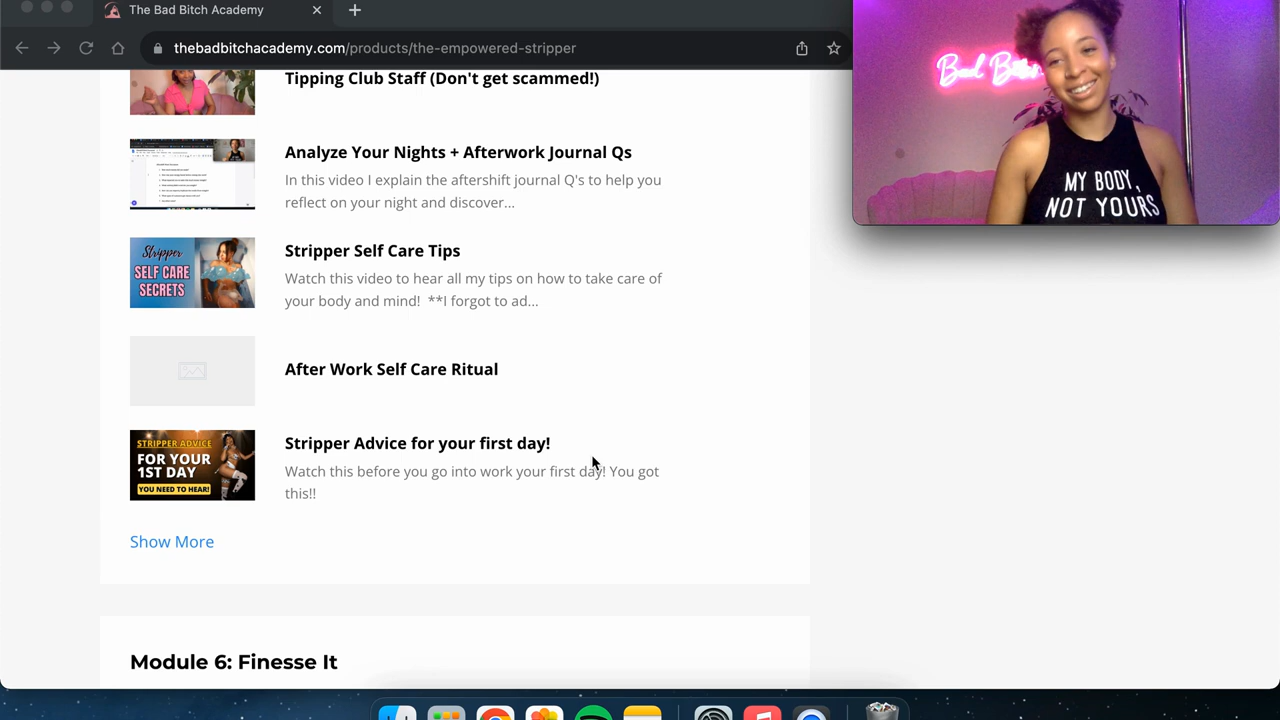 The Bad Bitch Academy
thebadbitchacademy.com/products/the-empowered-stripper
Tipping Club Staff (Don't get scammed!)
Analyze Your Nights + Afterwork Journal Qs
In this video I explain the aftershift journal Q's to help you
reflect on your night and discover...
Stripper Self Care Tips
Watch this video to hear all my tips on how to take care of
your body and mind! **I forgot to ad...
Stripper
SELF CARE
SECRETS
After Work Self Care Ritual
Stripper Advice for your first day!
Watch this before you go into work your first day! You got
this!!
STRIPPER ADVICE
FOR YOUR
1ST DAY
YOU NEED TO HEAR!
Show More
Module 6: Finesse It
Bad
MY BODY,
NOT YOURS